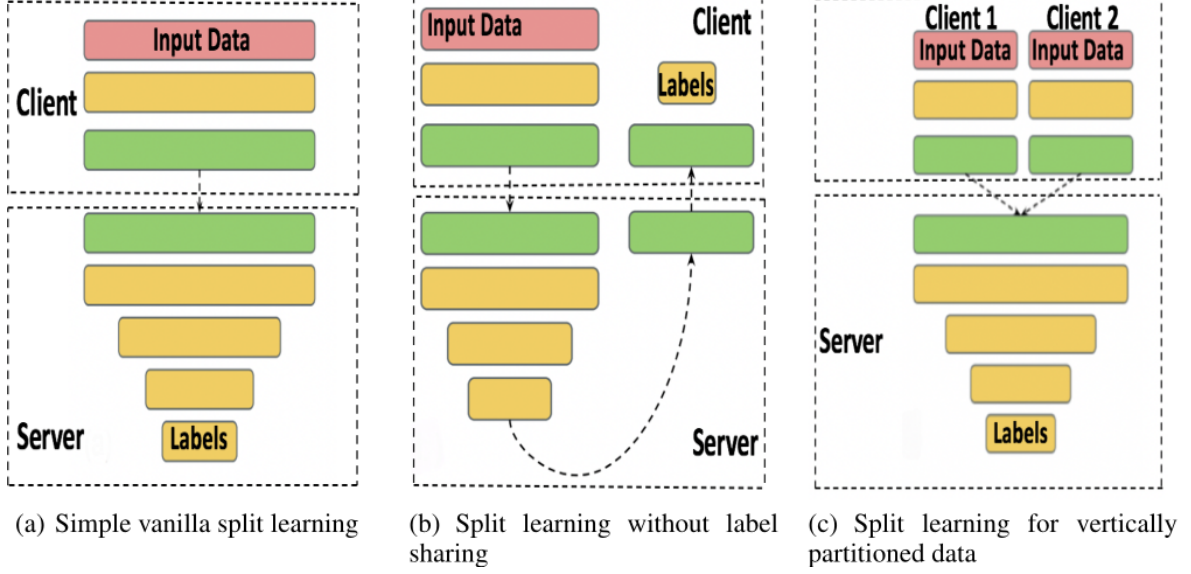 Input Data
Client
Server
Labels
(a) Simple vanilla split learning
Input Data
Client
Labels
Server
(b) Split learning without label
sharing
Client 1 Client 2
Input Data Input Data
Server
Labels
(c) Split learning for vertically
partitioned data